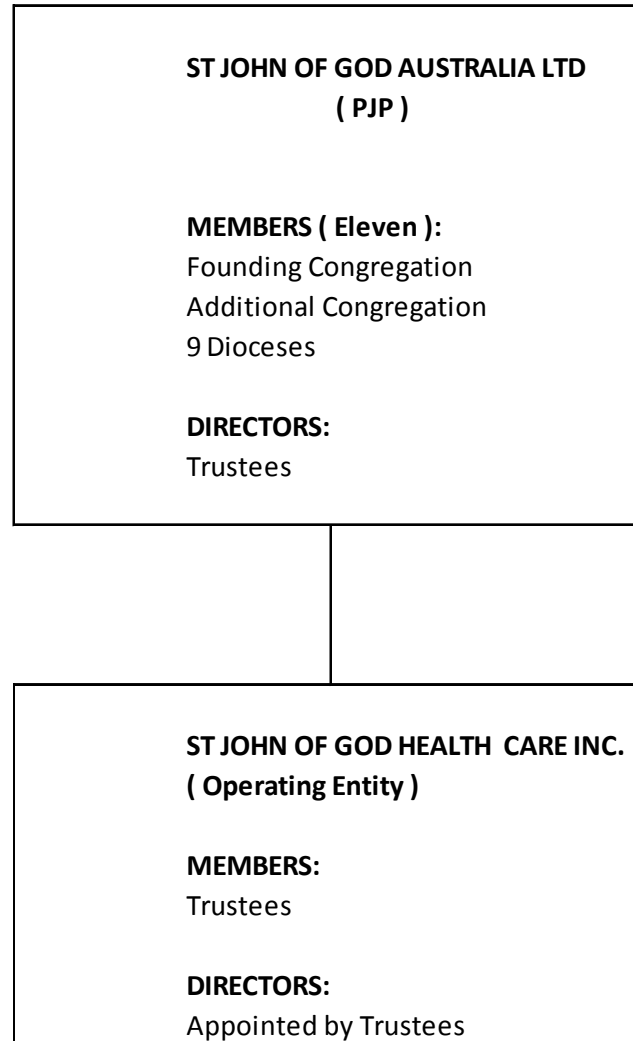 ST JOHN OF GOD AUSTRALIA LTD
( PJP )
MEMBERS ( Eleven ):
Founding Congregation
Additional Congregation
9 Dioceses
DIRECTORS:
Trustees
ST JOHN OF GOD HEALTH CARE INC.
( Operating Entity )
MEMBERS:
Trustees
DIRECTORS:
Appointed by Trustees